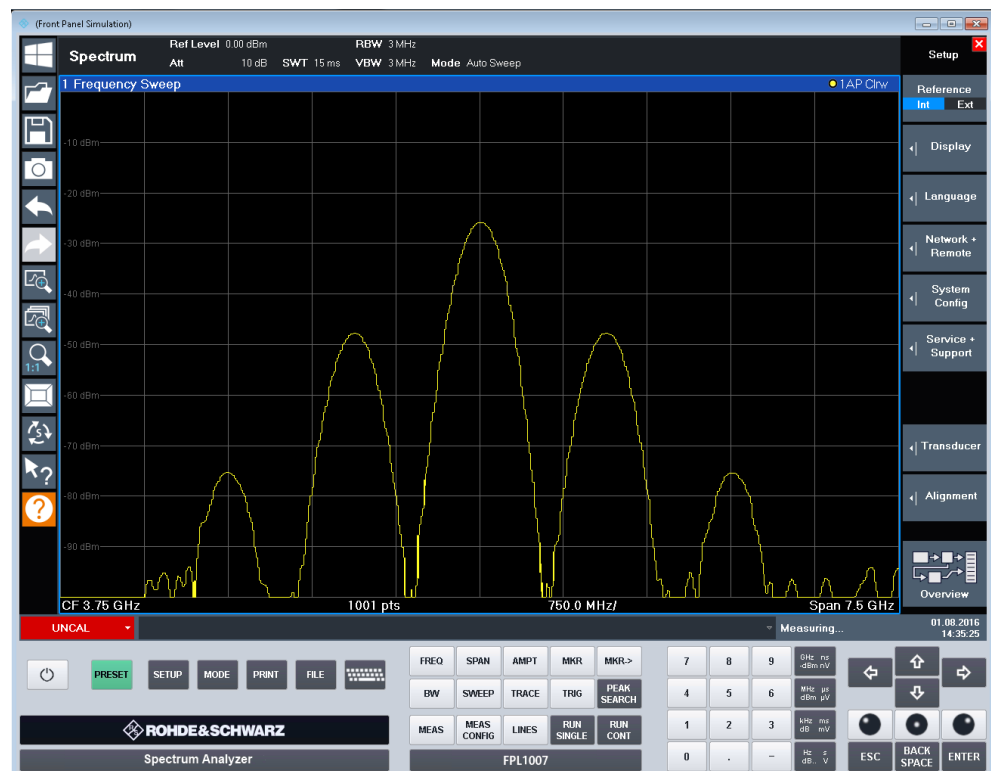 (Front Panel Simulation)
Spectrum
Ref Level 0.00 dBm RBW 3 MHz
Att 10 dB SWT 15 ms VBW 3 MHz Mode Auto Sweep
Setup
1 Frequency Sweep 1AP Clrw
Reference
Int Ext
-10 dBm
Display
-20 dBm
Language
-30 dBm
Network +
Remote
-40 dBm
System
Config
-50 dBm
Service +
Support
1:1
-60 dBm
-70 dBm
Transducer
-80 dBm
Alignment
-90 dBm
Overview
CF 3.75 GHz 1001 pts 750.0 MHz/ Span 7.5 GHz
UNCAL Measuring... 01.08.2016
14:35:25
PRESET SETUP MODE PRINT FILE
FREQ SPAN AMPT MKR MKR->
BW SWEEP TRACE TRIG PEAK
SEARCH
MEAS MEAS
CONFIG LINES RUN
SINGLE RUN
CONT
7 8 9 GHz ns
-dBm nV
4 5 6 MHz µs
dBm µV
1 2 3 kHz ms
dB mV
0 . - Hz s
dB.. V
ESC BACK
SPACE ENTER
ROHDE&SCHWARZ
Spectrum Analyzer FPL1007